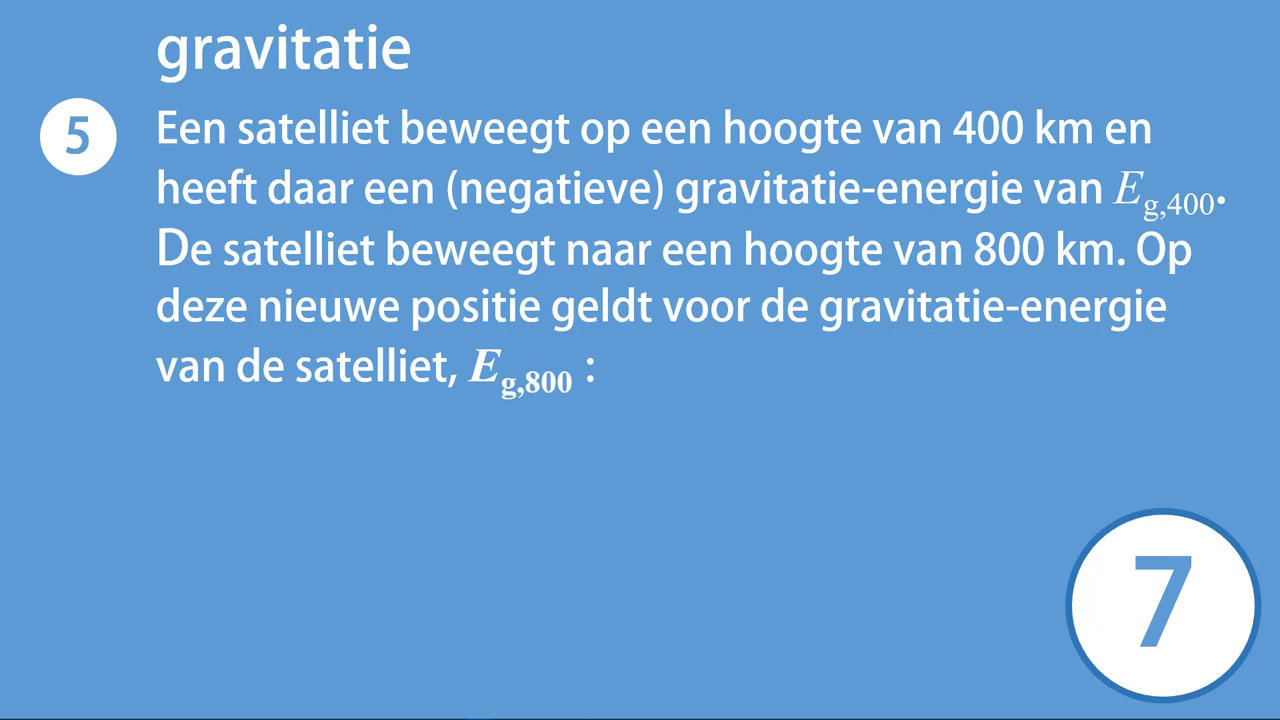 gravitatie
5
Een satelliet beweegt op een hoogte van 400 km en
heeft daar een (negatieve) gravitatie-energie van E g,400.
De satelliet beweegt naar een hoogte van 800 km. Op
deze nieuwe positie geldt voor de gravitatie-energie
van de satelliet, E g,800 :
7